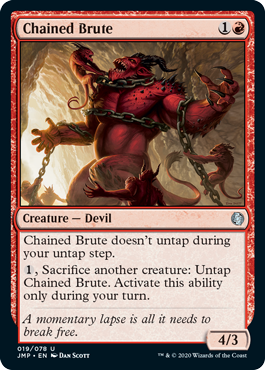 Chained Brute 1
Creature — Devil
Chained Brute doesn't untap during
your untap step.
1, Sacrifice another creature: Untap
Chained Brute. Activate this ability
only during your turn.
A momentary lapse is all it needs to
break free.
4/3
019/078 U
JMP • EN DAN SCOTT
™ & © 2020 Wizards of the Coast